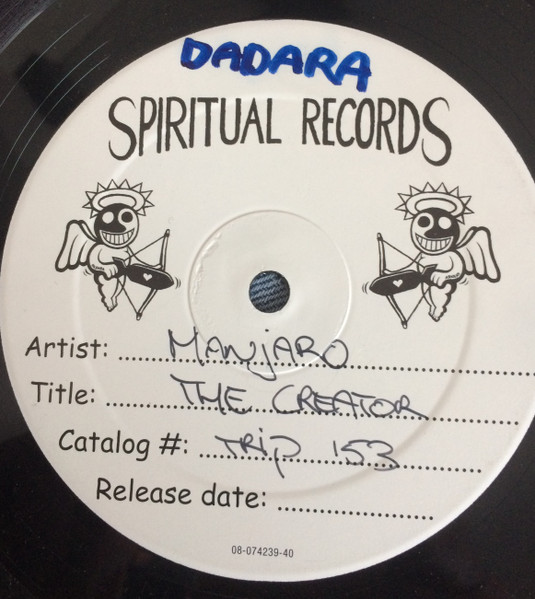 DADARA
SPIRITUAL RECORDS
Artist: MANJARO
Title: THE CREATOR
Catalog #: TRIP 153
Release date:
08-074239-40